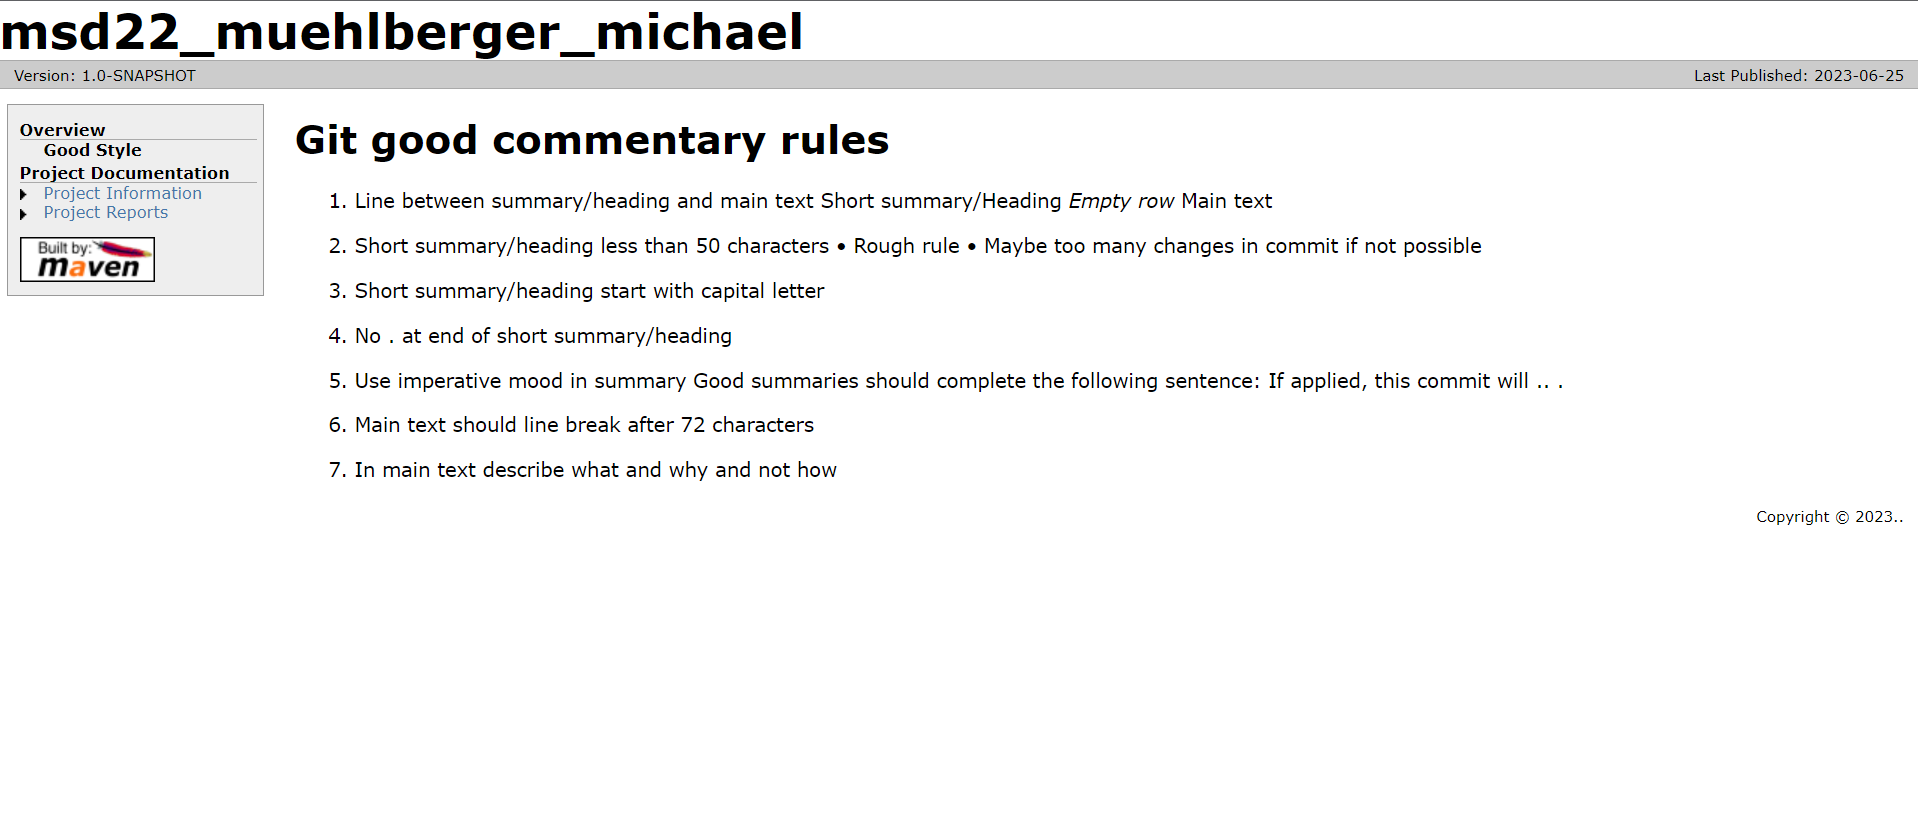 msd22_muehlberger_michael
Version: 1.0-SNAPSHOT
Last Published: 2023-06-25
Overview
Good Style
Project Documentation
Project Information
Project Reports
Built by:
maven
Git good commentary rules
1. Line between summary/heading and main text Short summary/Heading Empty row Main text
2. Short summary/heading less than 50 characters • Rough rule • Maybe too many changes in commit if not possible
3. Short summary/heading start with capital letter
4. No . at end of short summary/heading
5. Use imperative mood in summary Good summaries should complete the following sentence: If applied, this commit will .. .
6. Main text should line break after 72 characters
7. In main text describe what and why and not how
Copyright © 2023..